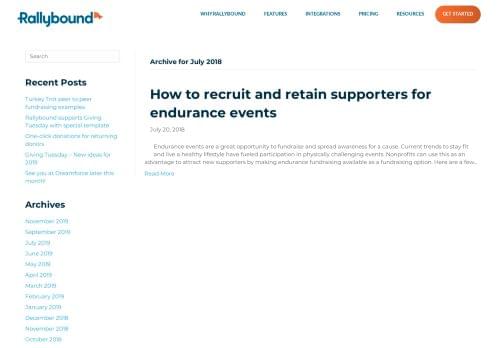 Rallybound
WHY RALLYBOUND
FEATURES
INTEGRATIONS
PRICING
RESOURCES
GET STARTED
Search
Recent Posts
Turkey Trot peer to peer
fundraising examples
Rallybound supports Giving
Tuesday with special template
One-click donations for returning
donors
Giving Tuesday – New ideas for
2019
See you at Dreamforce later this
month!
Archives
November 2019
September 2019
July 2019
June 2019
May 2019
April 2019
March 2019
February 2019
January 2019
December 2018
November 2018
October 2018
Archive for July 2018
How to recruit and retain supporters for
endurance events
July 20, 2018
Endurance events are a great opportunity to fundraise and spread awareness for a cause. Current trends to stay fit
and live a healthy lifestyle have fueled participation in physically challenging events. Nonprofits can use this as an
advantage to attract new supporters by making endurance fundraising available as a fundraising option. Here are a few...
Read More